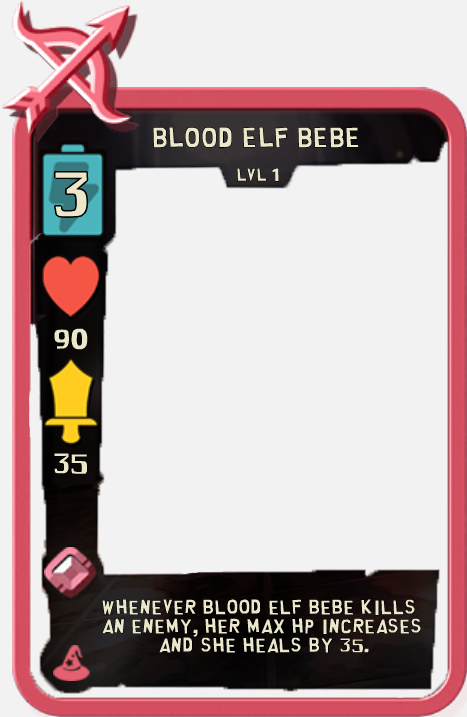 BLOOD ELF BEBE
LVL 1
3
90
35
WHENEVER BLOOD ELF BEBE KILLS
AN ENEMY, HER MAX HP INCREASES
AND SHE HEALS BY 35.